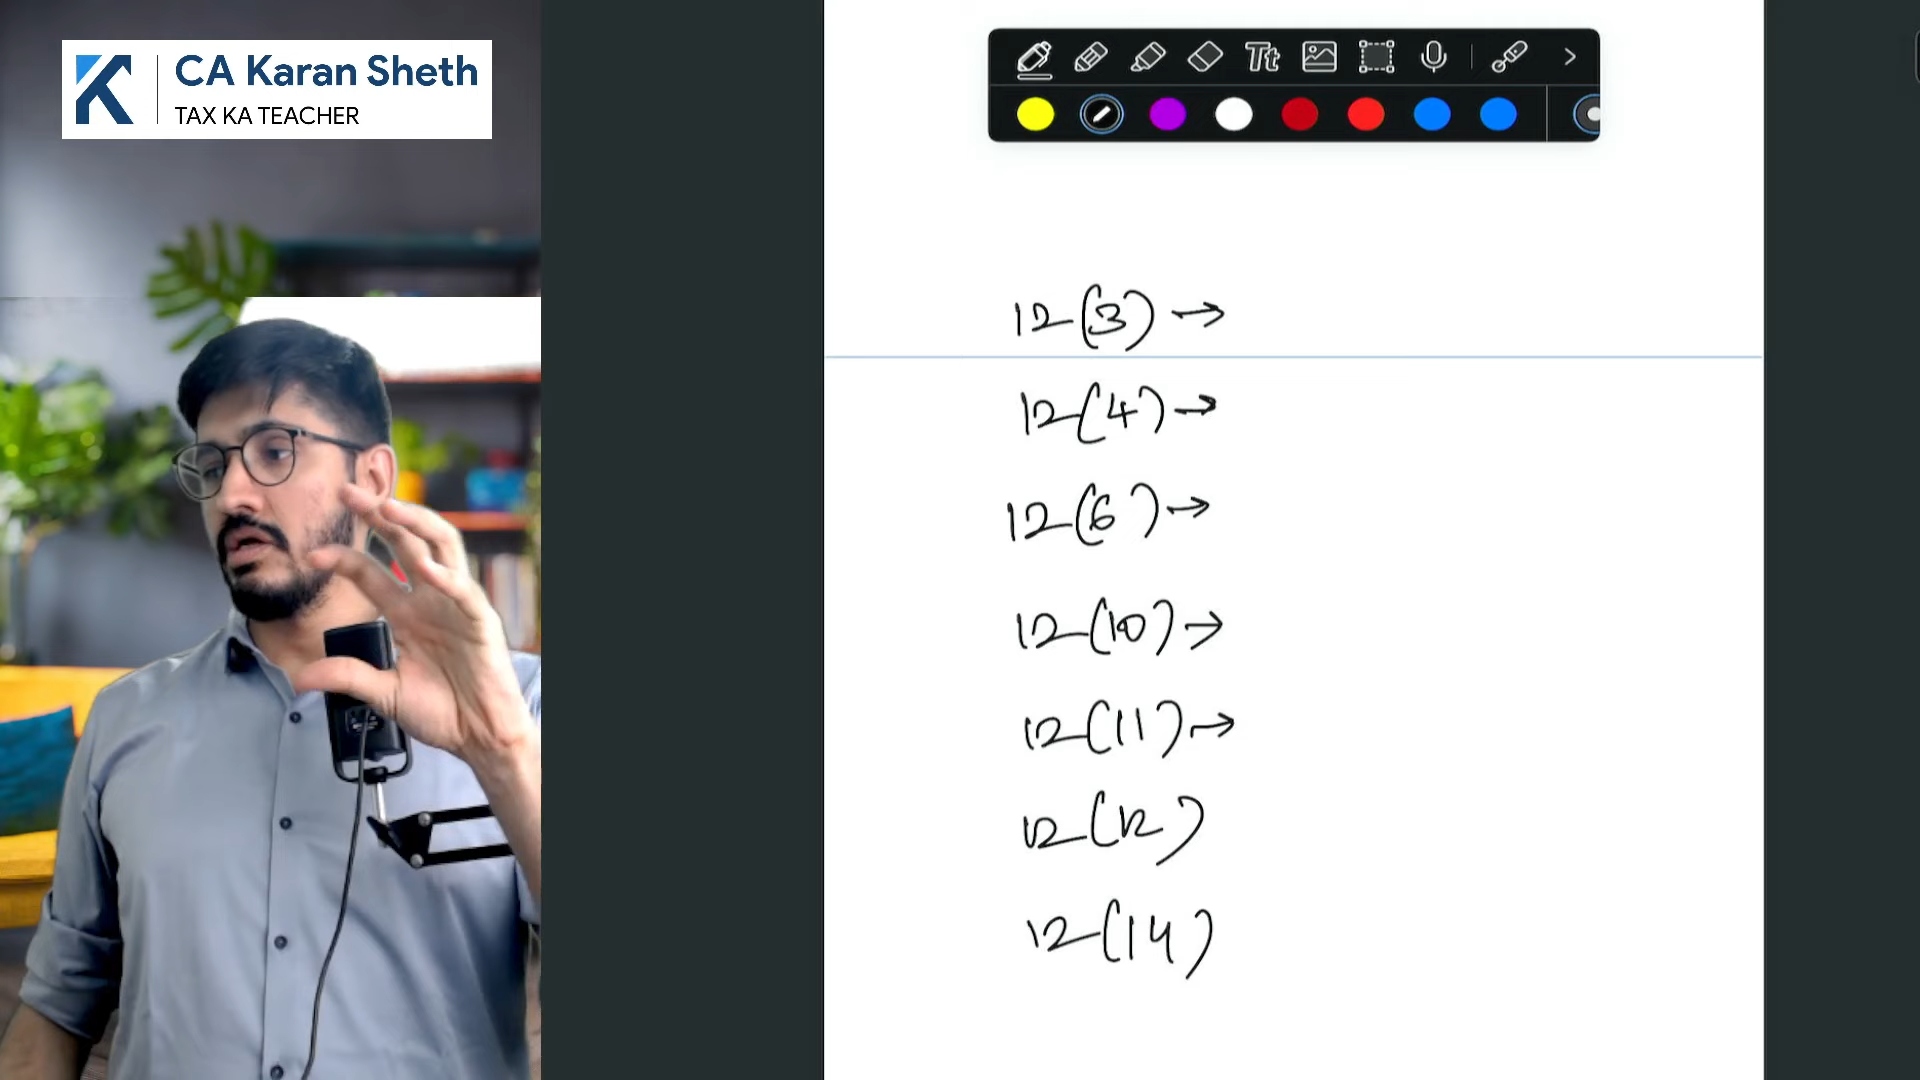 CA Karan Sheth
TAX KA TEACHER
Tt
12(3) →
12(4) →
12(6) →
12(10) →
12(11) →
12(12)
12(14)